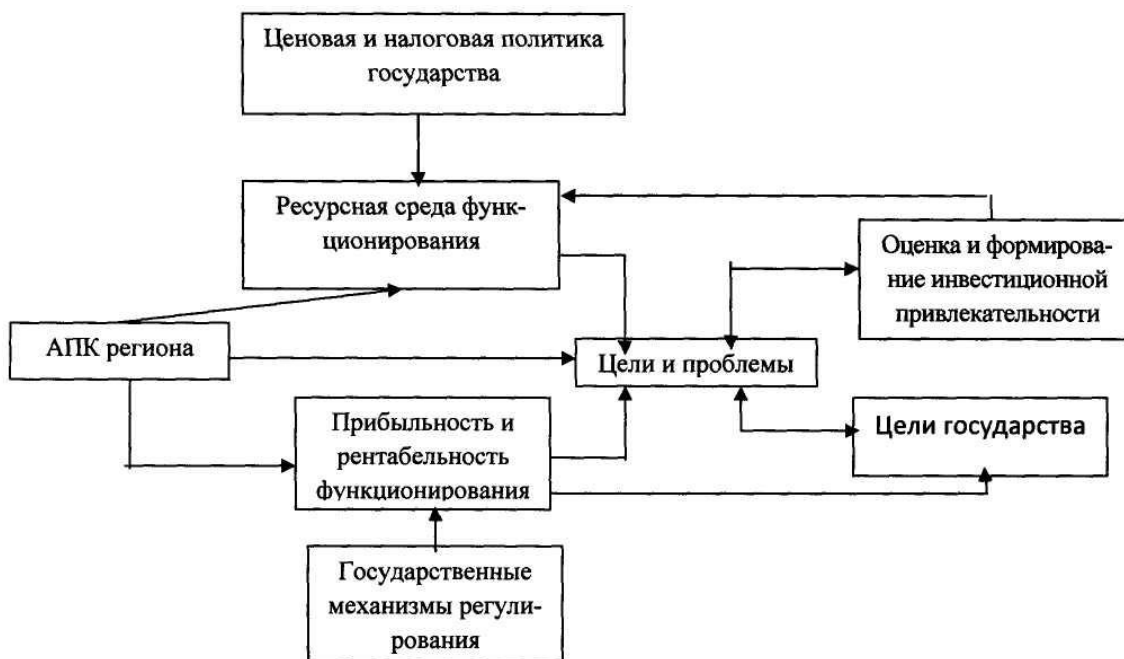 Ценовая и налоговая политика
государства
Ресурсная среда функ-
ционирования
Оценка и формирова-
ние инвестиционной
привлекательности
АПК региона
Цели и проблемы
Прибыльность и
рентабельность
функционирования
Цели государства
Государственные
механизмы регули-
рования